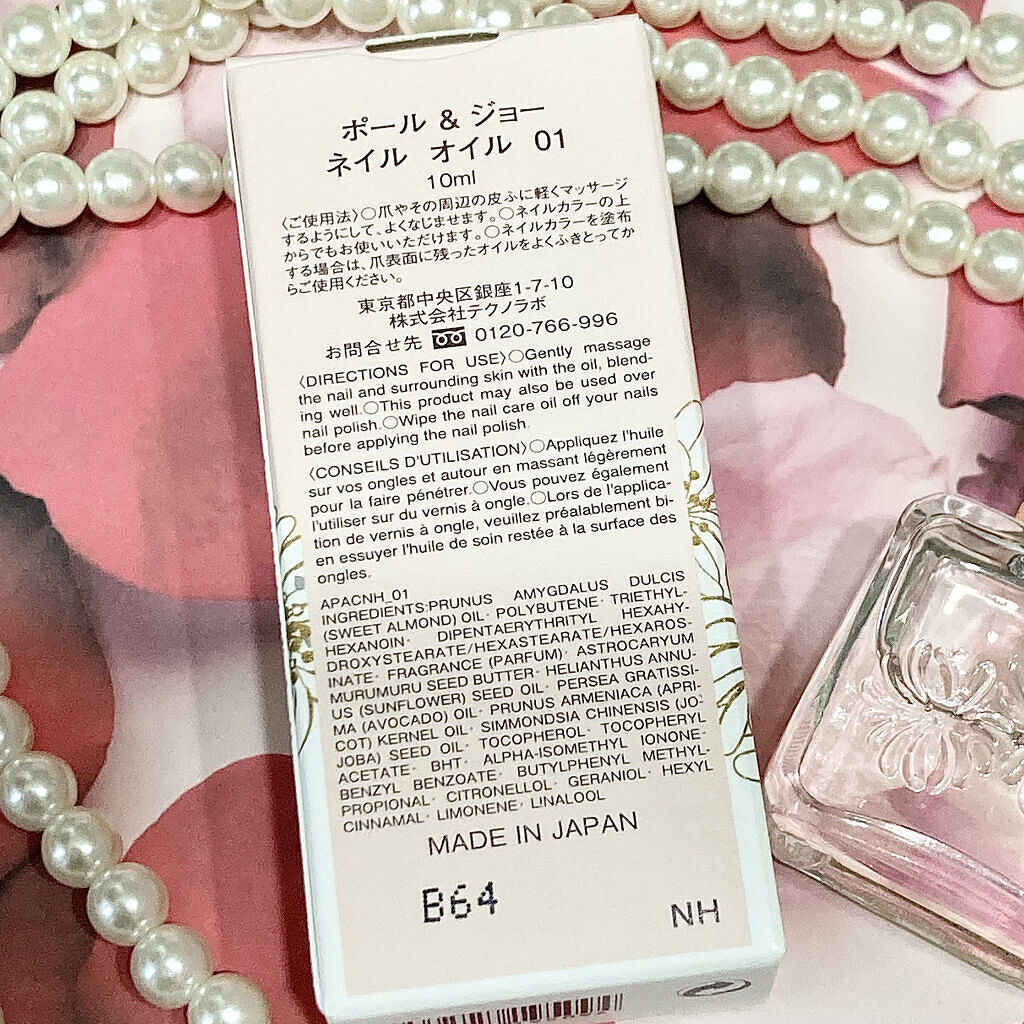 ポール & ジョー
ネイル オイル 01
10ml
〈ご使用法〉○爪やその周辺の皮ふに軽くマッサージ
するようにして、よくなじませます。○ネイルカラーの上
からでもお使いいただけます。○ネイルカラーを塗布
する場合は、爪表面に残ったオイルをよくふきとってか
らご使用ください。
東京都中央区銀座1-7-10
株式会社テクノラボ
お問合せ先 0120-766-996
〈DIRECTIONS FOR USE〉○Gently massage
the nail and surrounding skin with the oil, blend-
ing well.○This product may also be used over
nail polish.○Wipe the nail care oil off your nails
before applying the nail polish.
〈CONSEILS D'UTILISATION〉○Appliquez l'huile
sur vos ongles et autour en massant légèrement
pour la faire pénétrer.○Vous pouvez également
l'utiliser sur du vernis à ongle.○Lors de l'applica-
tion de vernis à ongle, veuillez préalablement bi-
en essuyer l'huile de soin restée à la surface des
ongles.
APACNH_01
INGREDIENTS:PRUNUS AMYGDALUS DULCIS
(SWEET ALMOND) OIL· POLYBUTENE· TRIETHYL-
HEXANOIN· DIPENTAERYTHRITYL HEXAHY-
DROXYSTEARATE/HEXASTEARATE/HEXAROS-
INATE· FRAGRANCE (PARFUM)· ASTROCARYUM
MURUMURU SEED BUTTER· HELIANTHUS ANNU-
US (SUNFLOWER) SEED OIL· PERSEA GRATISSI-
MA (AVOCADO) OIL· PRUNUS ARMENIACA (APRI-
COT) KERNEL OIL· SIMMONDSIA CHINENSIS (JO-
JOBA) SEED OIL· TOCOPHEROL· TOCOPHERYL
ACETATE· BHT· ALPHA-ISOMETHYL IONONE·
BENZYL BENZOATE· BUTYLPHENYL METHYL-
PROPIONAL· CITRONELLOL· GERANIOL· HEXYL
CINNAMAL· LIMONENE· LINALOOL
MADE IN JAPAN
B64
NH